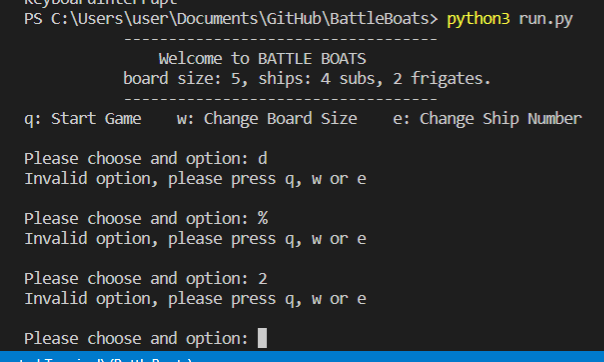 KeyboardInterrupt
PS C:\Users\user\Documents\GitHub\BattleBoats> python3 run.py
-----------------------------------
Welcome to BATTLE BOATS
board size: 5, ships: 4 subs, 2 frigates.
-----------------------------------
q: Start Game    w: Change Board Size    e: Change Ship Number
Please choose and option: d
Invalid option, please press q, w or e
Please choose and option: %
Invalid option, please press q, w or e
Please choose and option: 2
Invalid option, please press q, w or e
Please choose and option: